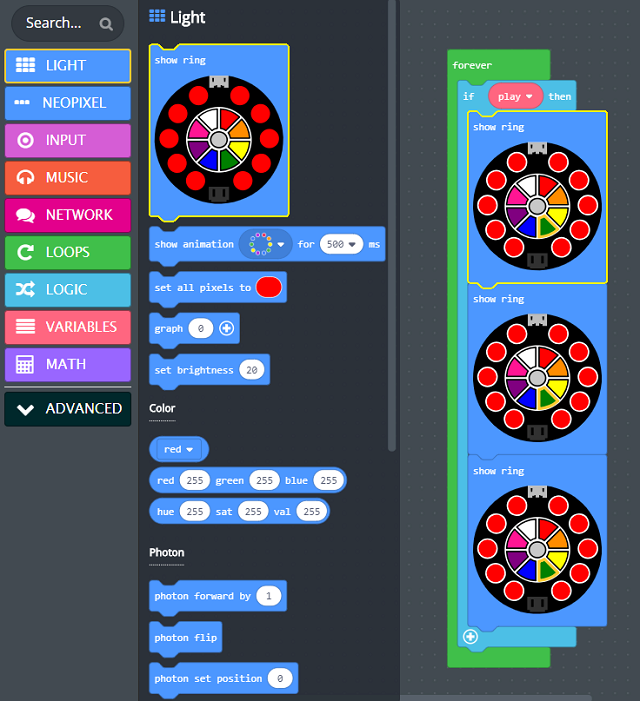 Search...
LIGHT
NEOPIXEL
INPUT
MUSIC
NETWORK
LOOPS
LOGIC
VARIABLES
MATH
ADVANCED
Light
show ring
show animation for 500 ms
set all pixels to
graph 0
set brightness 20
Color
red
red 255 green 255 blue 255
hue 255 sat 255 val 255
Photon
photon forward by 1
photon flip
photon set position 0
forever
if play then
show ring
show ring
show ring